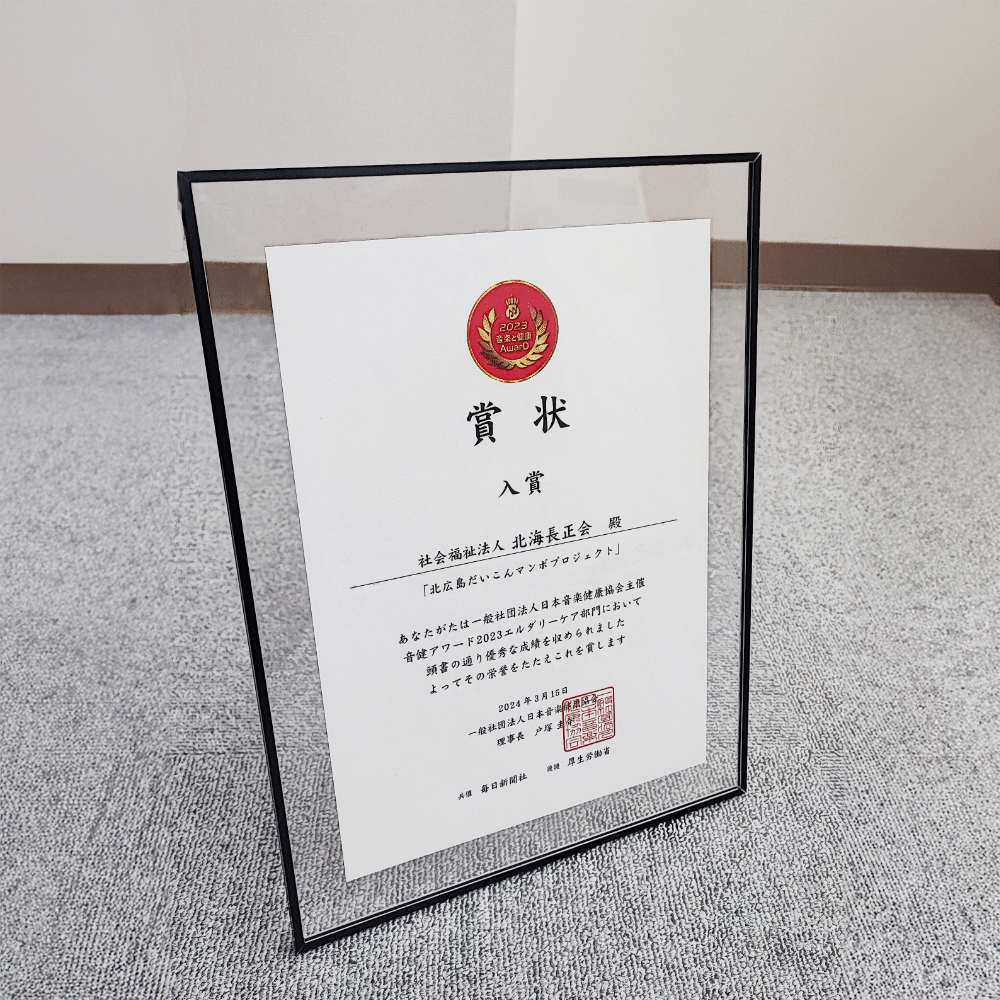 2023
音楽と健康
AwarD
賞 状
入賞
社会福祉法人 北海長正会 殿
「北広島だいこんマンボプロジェクト」
あなたがたは一般社団法人日本音楽健康協会主催
音健アワード2023エルダリーケア部門において
頭書の通り優秀な成績を収められました
よってその栄誉をたたえこれを賞します
2024年3月15日
一般社団法人日本音楽健康協会
理事長 戸塚
共催 毎日新聞社 後援 厚生労働省